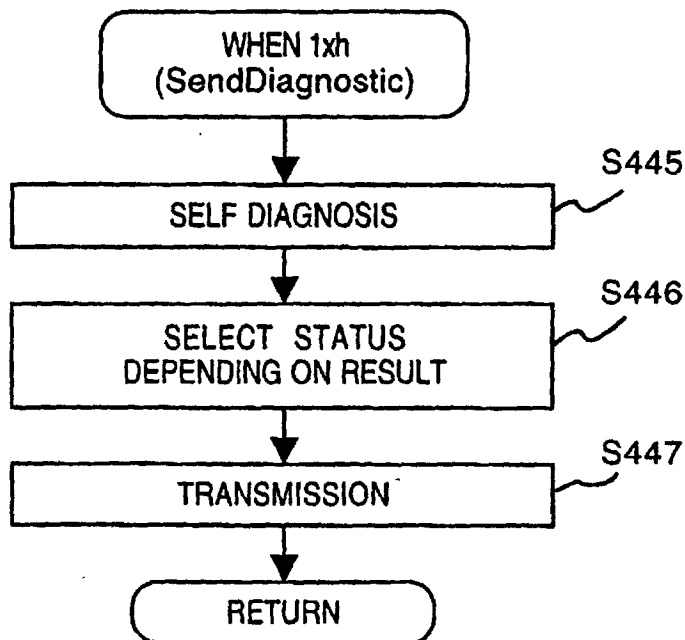 WHEN 1xh
(SendDiagnostic)
S445
SELF DIAGNOSIS
S446
SELECT STATUS
DEPENDING ON RESULT
S447
TRANSMISSION
RETURN